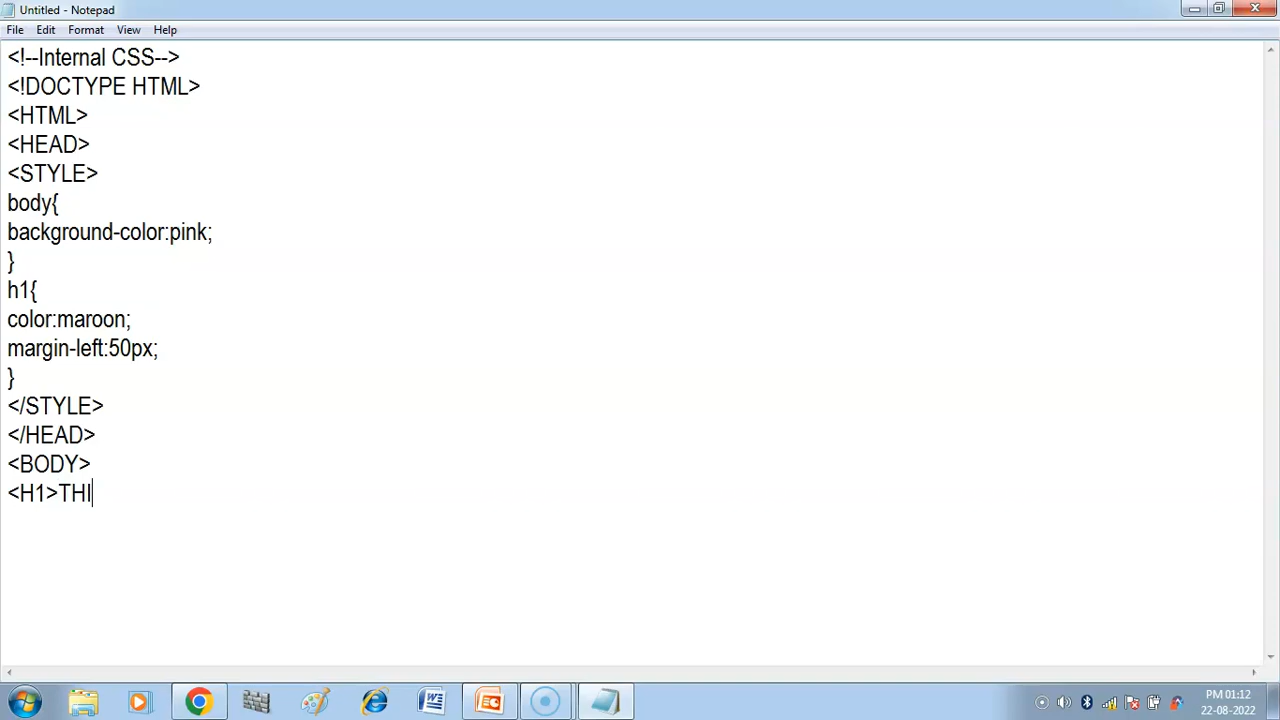 Untitled - Notepad
File Edit Format View Help
<!--Internal CSS-->
<!DOCTYPE HTML>
<HTML>
<HEAD>
<STYLE>
body{
background-color:pink;
}
h1{
color:maroon;
margin-left:50px;
}
</STYLE>
</HEAD>
<BODY>
<H1>THI
PM 01:12
22-08-2022